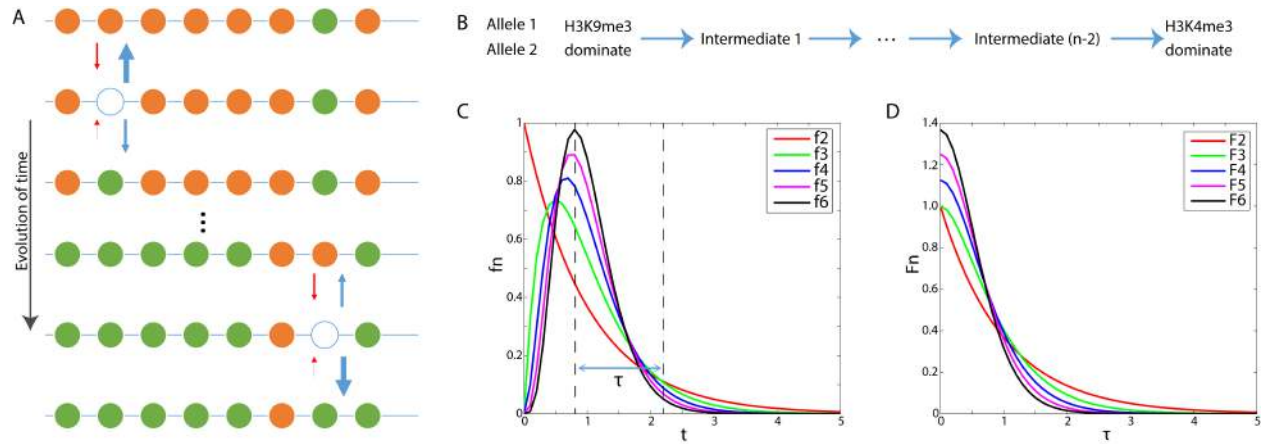 A
Evolution of time
B
Allele 1
Allele 2
H3K9me3
dominate
Intermediate 1
...
Intermediate (n-2)
H3K4me3
dominate
C
fn
1
0.8
0.6
0.4
0.2
0
0 1 2 3 4 5
t
τ
f2
f3
f4
f5
f6
D
Fn
1.4
1.2
1.0
0.8
0.6
0.4
0.2
0
0 1 2 3 4 5
τ
F2
F3
F4
F5
F6